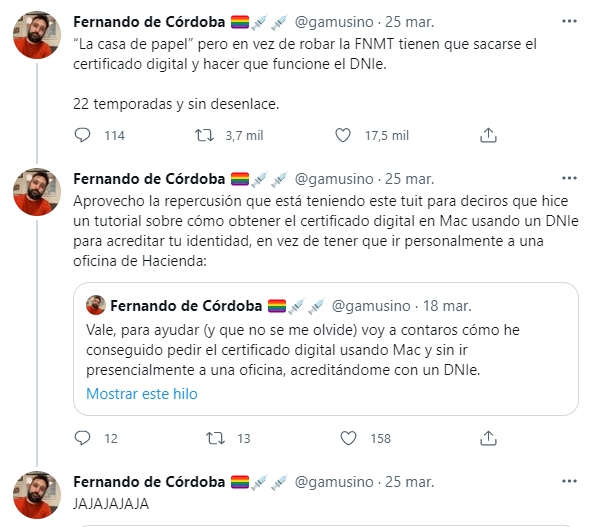 Fernando de Córdoba 🏳️‍🌈💉💉 @gamusino · 25 mar.
“La casa de papel” pero en vez de robar la FNMT tienen que sacarse el
certificado digital y hacer que funcione el DNIe.
22 temporadas y sin desenlace.
114 3,7 mil 17,5 mil
Fernando de Córdoba 🏳️‍🌈💉💉 @gamusino · 25 mar.
Aprovecho la repercusión que está teniendo este tuit para deciros que hice
un tutorial sobre cómo obtener el certificado digital en Mac usando un DNIe
para acreditar tu identidad, en vez de tener que ir personalmente a una
oficina de Hacienda:
Fernando de Córdoba 🏳️‍🌈💉💉 @gamusino · 18 mar.
Vale, para ayudar (y que no se me olvide) voy a contaros cómo he
conseguido pedir el certificado digital usando Mac y sin ir
presencialmente a una oficina, acreditándome con un DNIe.
Mostrar este hilo
12 13 158
Fernando de Córdoba 🏳️‍🌈💉💉 @gamusino · 25 mar.
JAJAJAJAJA